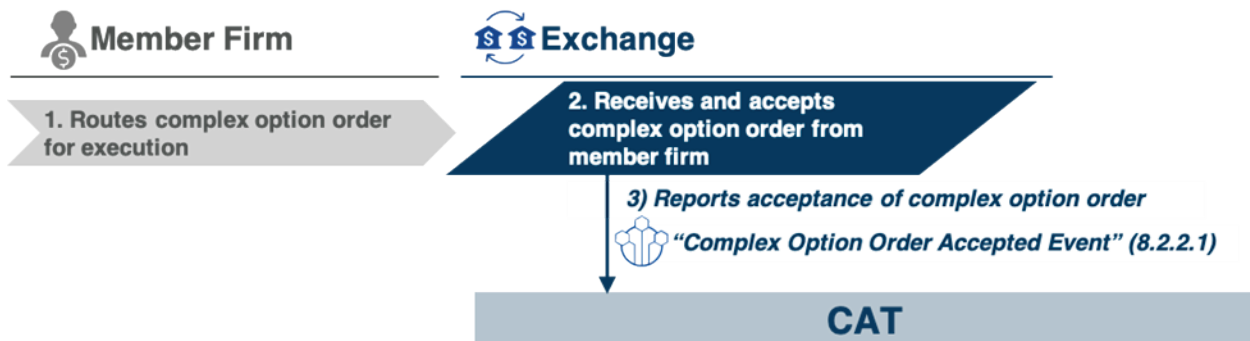 Member Firm
Exchange
1. Routes complex option order
for execution
2. Receives and accepts
complex option order from
member firm
3) Reports acceptance of complex option order
“Complex Option Order Accepted Event” (8.2.2.1)
CAT